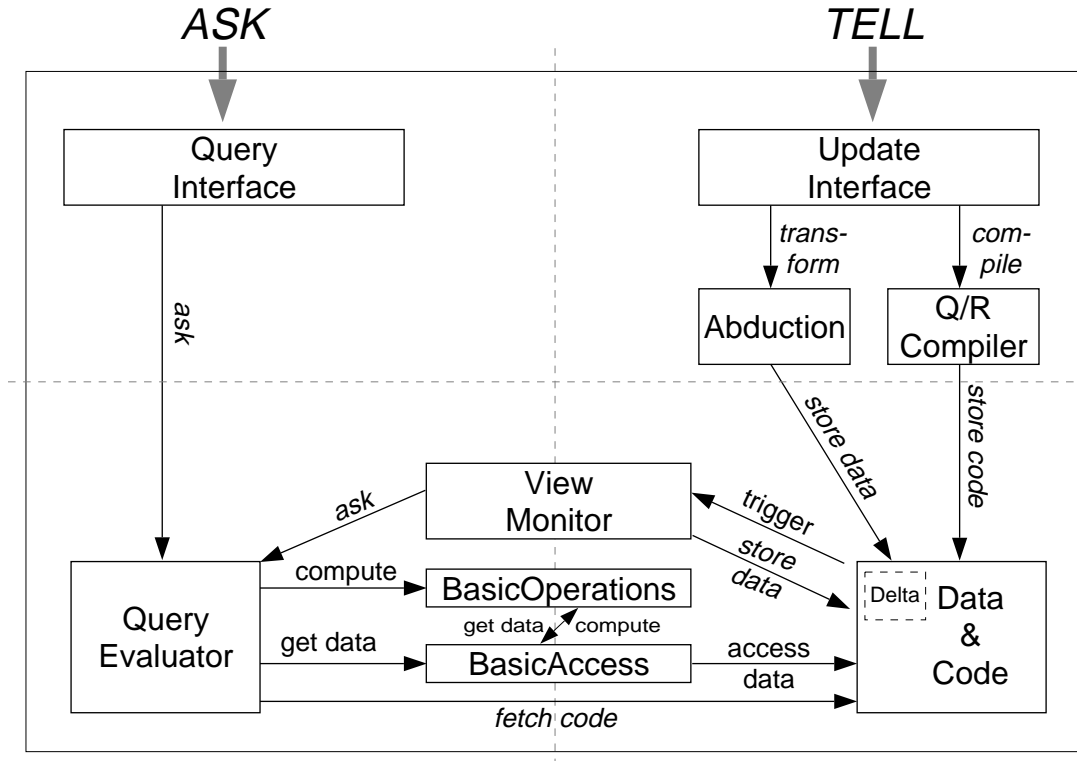 ASK
TELL
Query
Interface
Update
Interface
trans-
form
com-
pile
ask
Abduction
Q/R
Compiler
store data
store code
View
Monitor
ask
trigger
store
data
compute
BasicOperations
Query
Evaluator
get data
compute
get data
BasicAccess
access
data
Delta
Data
&
Code
fetch code